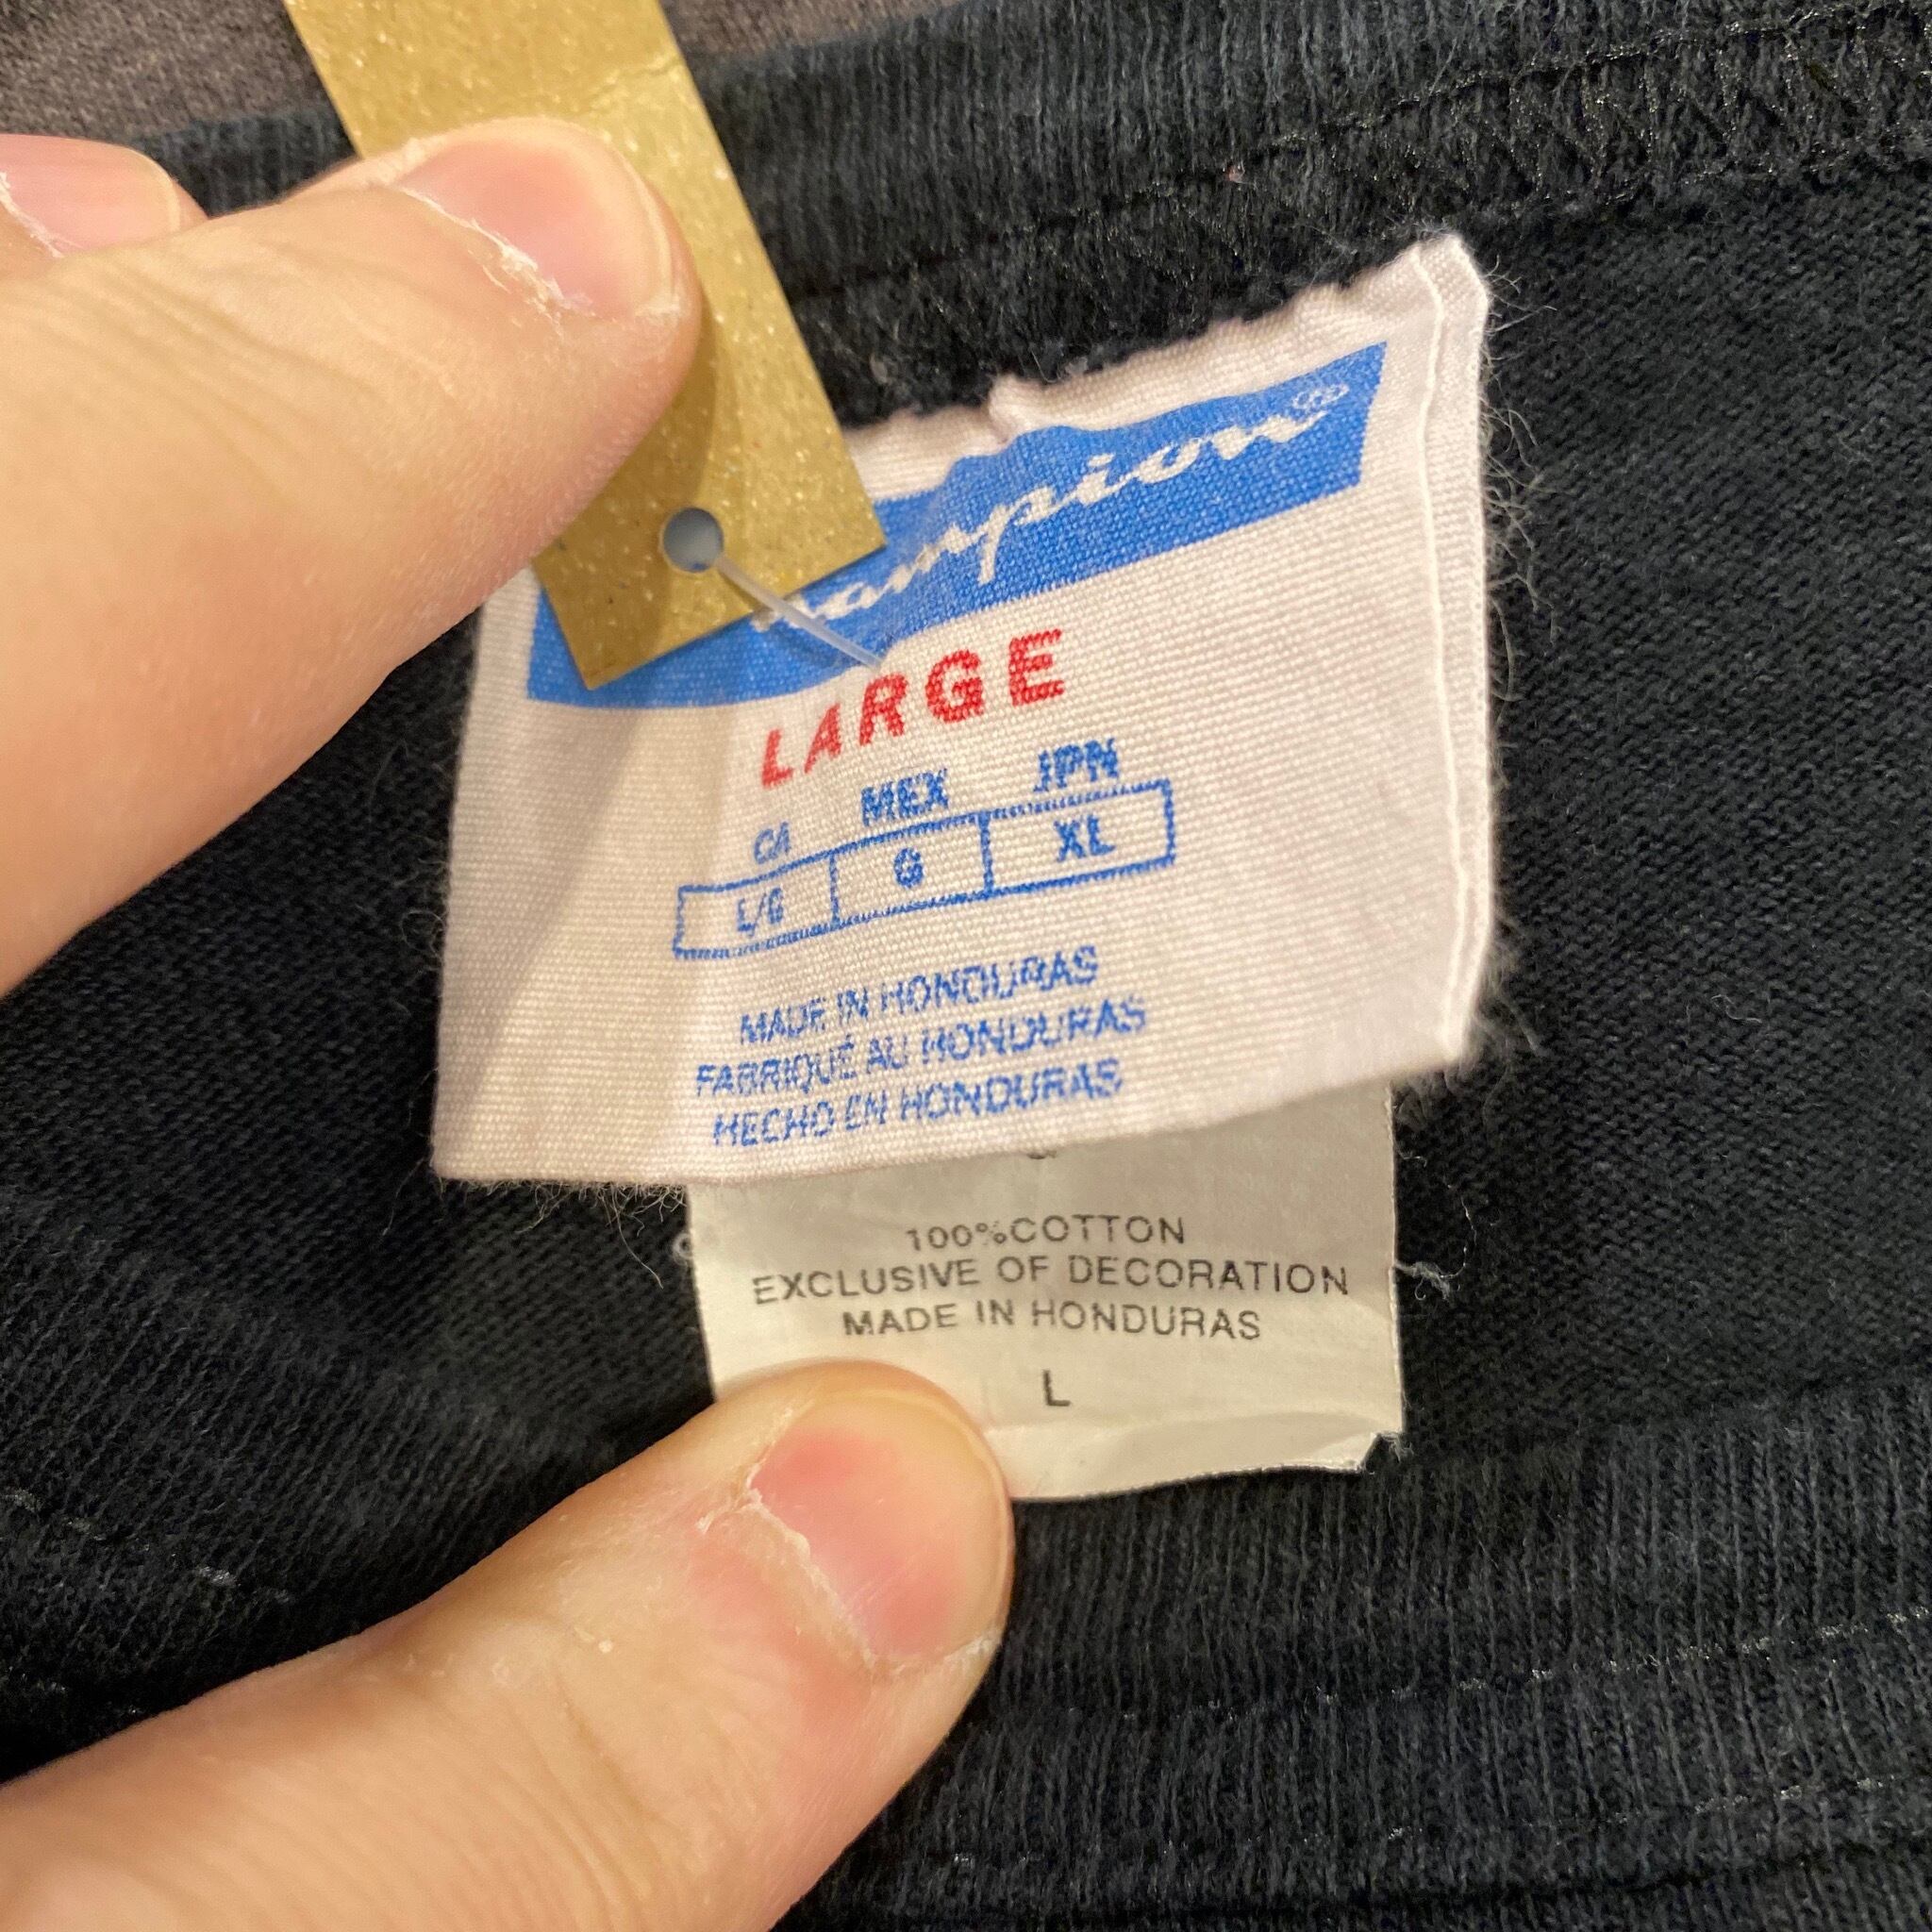 Champion®
LARGE
CA MEX JPN
L/G G XL
MADE IN HONDURAS
FABRIQUÉ AU HONDURAS
HECHO EN HONDURAS
100%COTTON
EXCLUSIVE OF DECORATION
MADE IN HONDURAS
L